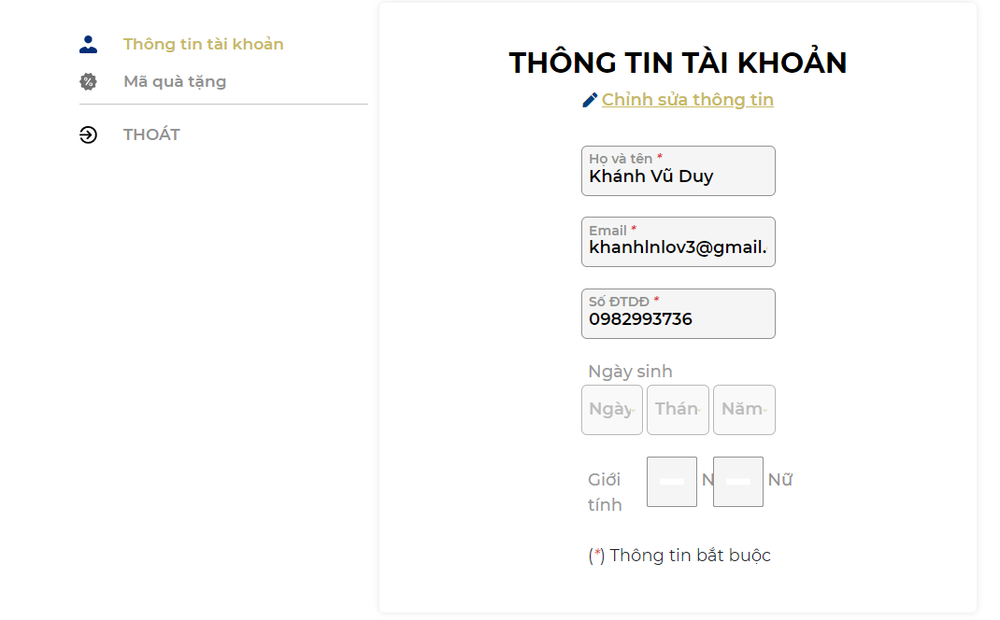 Thông tin tài khoản
Mã quà tặng
THOÁT
THÔNG TIN TÀI KHOẢN
Chỉnh sửa thông tin
Họ và tên *
Khánh Vũ Duy
Email *
khanhlnlov3@gmail.
Số ĐTDĐ *
0982993736
Ngày sinh
Ngày Thán Năm
Giới tính N Nữ
(*) Thông tin bắt buộc